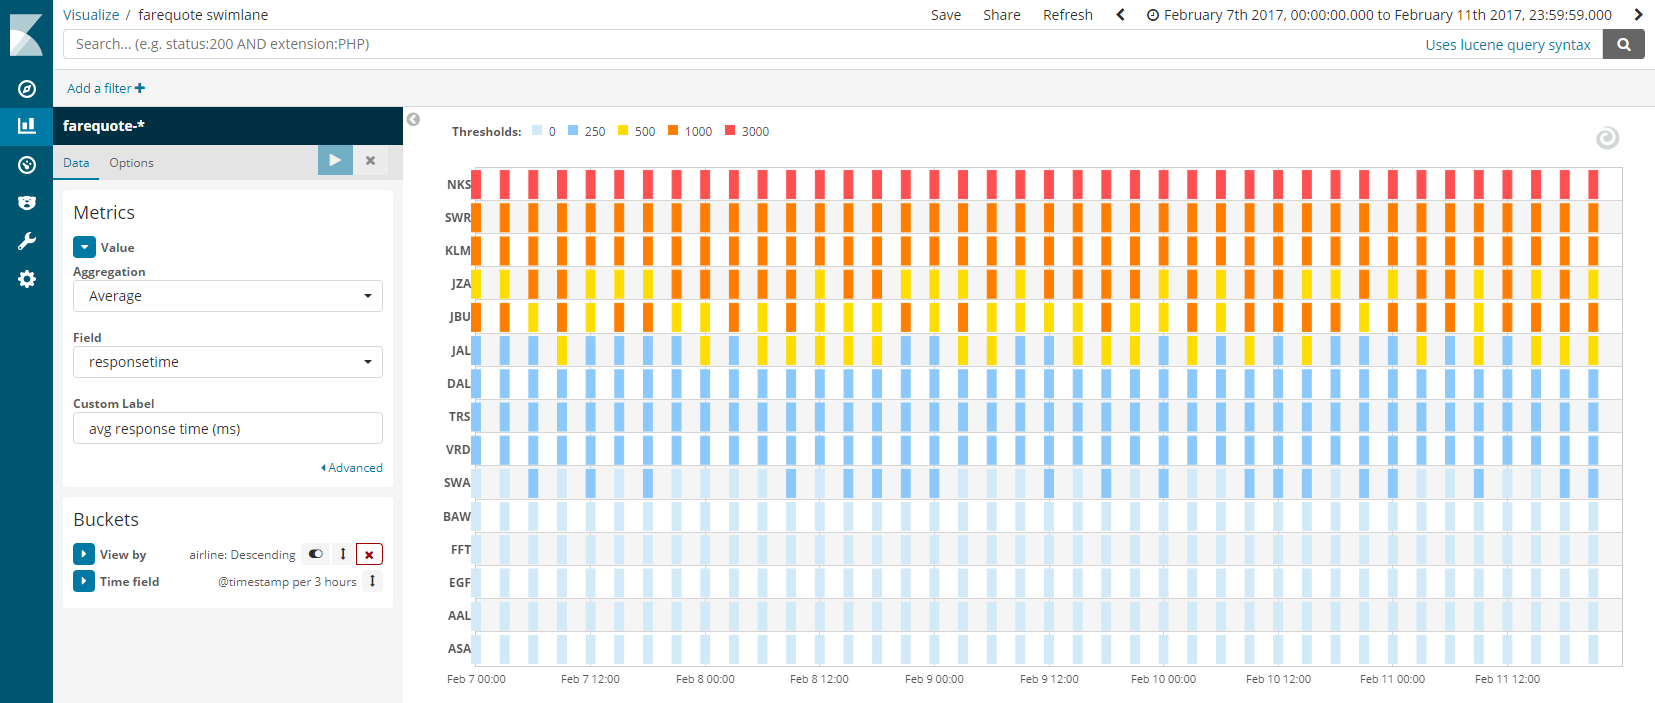 Visualize / farequote swimlane
Save Share Refresh February 7th 2017, 00:00:00.000 to February 11th 2017, 23:59:59.000
Search... (e.g. status:200 AND extension:PHP)
Uses lucene query syntax
Add a filter
farequote-*
Data Options
Metrics
Value
Aggregation
Average
Field
responsetime
Custom Label
avg response time (ms)
Advanced
Buckets
View by airline: Descending
Time field @timestamp per 3 hours
Thresholds: 0 250 500 1000 3000
NKS
SWR
KLM
JZA
JBU
JAL
DAL
TRS
VRD
SWA
BAW
FFT
EGF
AAL
ASA
Feb 7 00:00 Feb 7 12:00 Feb 8 00:00 Feb 8 12:00 Feb 9 00:00 Feb 9 12:00 Feb 10 00:00 Feb 10 12:00 Feb 11 00:00 Feb 11 12:00